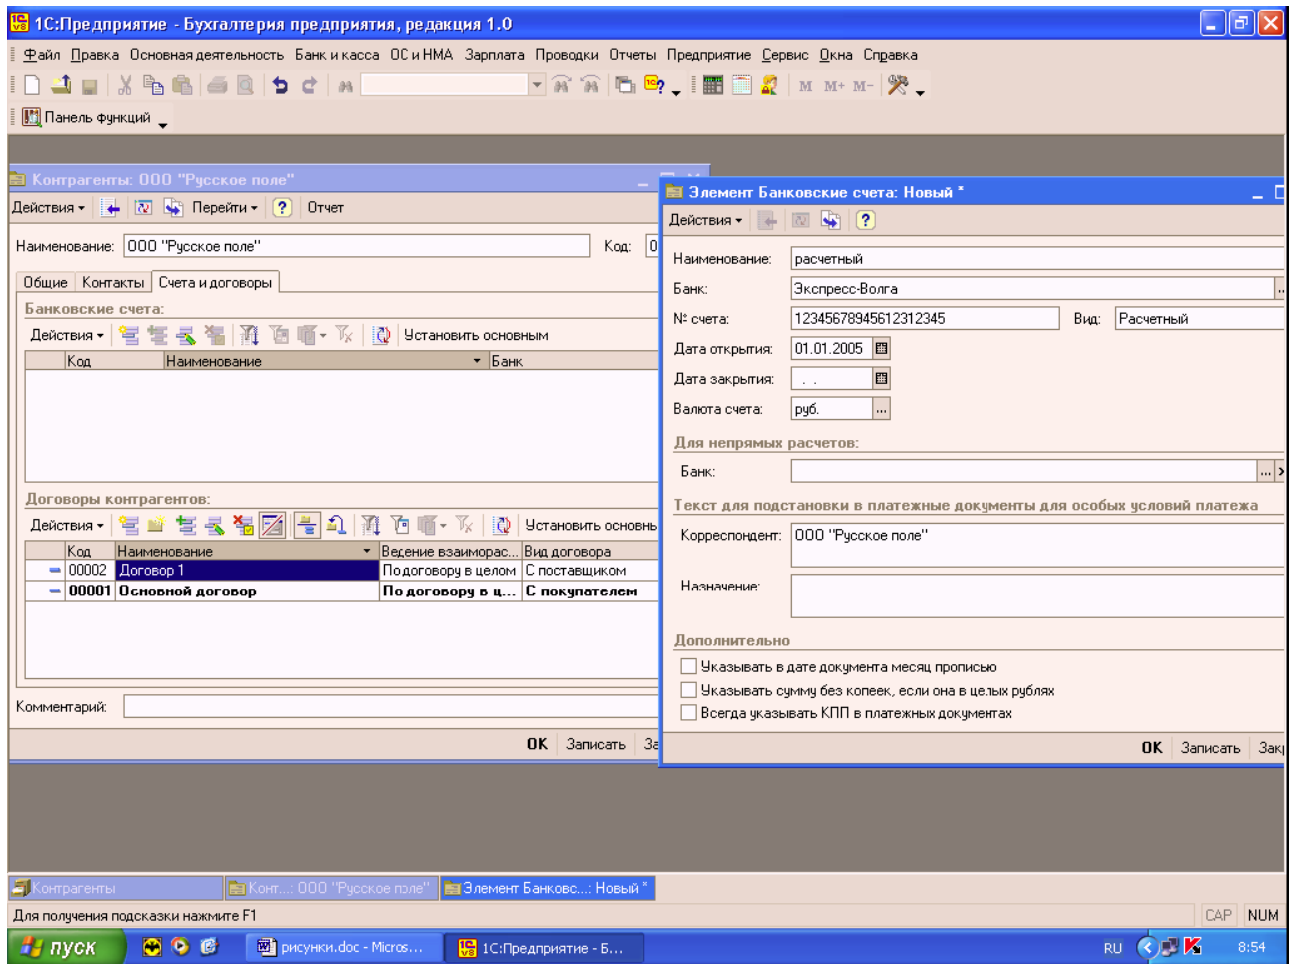 1С:Предприятие - Бухгалтерия предприятия, редакция 1.0
Файл Правка Основная деятельность Банк и касса ОС и НМА Зарплата Проводки Отчеты Предприятие Сервис Окна Справка
M M+ M-
Панель функций
Контрагенты: ООО "Русское поле"
Действия Перейти ? Отчет
Наименование: ООО "Русское поле" Код: 0
Общие Контакты Счета и договоры
Банковские счета:
Действия Установить основным
Код Наименование Банк
Договоры контрагентов:
Действия Установить основнь
Код Наименование Ведение взаиморас... Вид договора
00002 Договор 1 По договору в целом С поставщиком
00001 Основной договор По договору в ц... С покупателем
Комментарий:
OK Записать За
Элемент Банковские счета: Новый *
Действия ?
Наименование: расчетный
Банк: Экспресс-Волга
№ счета: 12345678945612312345 Вид: Расчетный
Дата открытия: 01.01.2005
Дата закрытия: . .
Валюта счета: руб. ...
Для непрямых расчетов:
Банк: ...
Текст для подстановки в платежные документы для особых условий платежа
Корреспондент: ООО "Русское поле"
Назначение:
Дополнительно
Указывать в дате документа месяц прописью
Указывать сумму без копеек, если она в целых рублях
Всегда указывать КПП в платежных документах
OK Записать Закр
Контрагенты Конт...: ООО "Русское поле" Элемент Банковс...: Новый *
Для получения подсказки нажмите F1 CAP NUM
пуск рисунки.doc - Micros... 1С:Предприятие - Б... RU 8:54